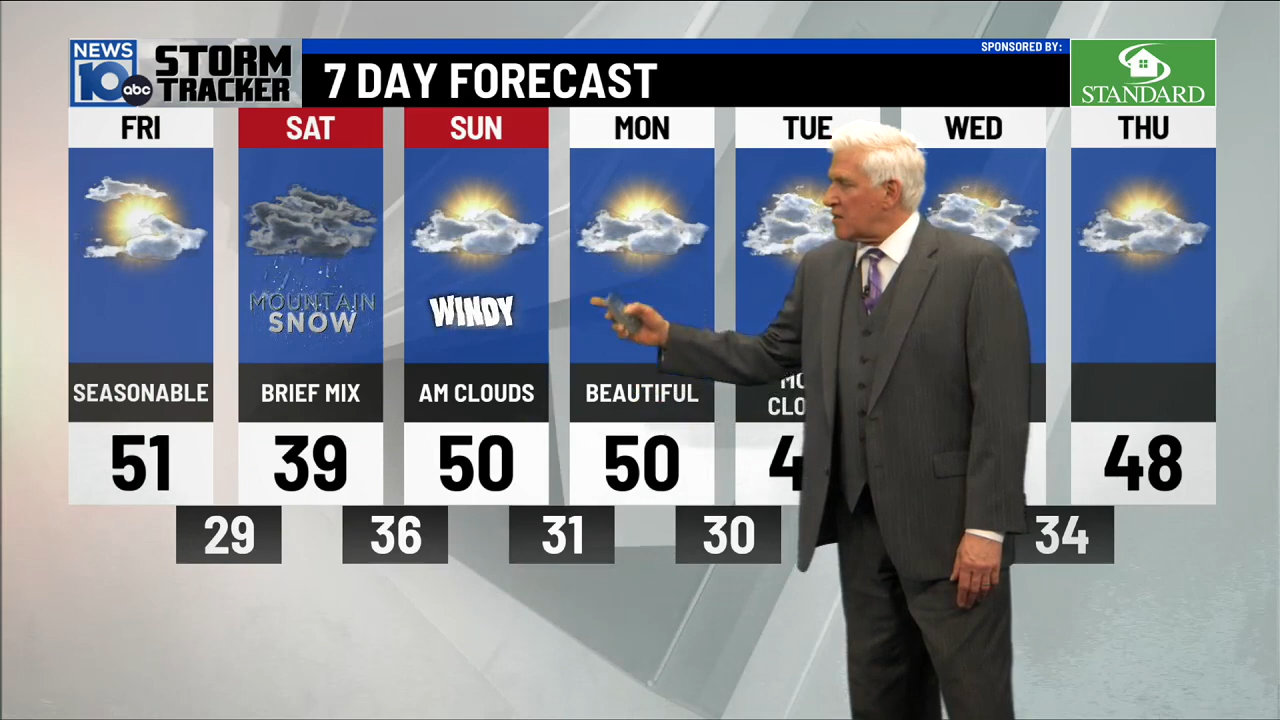 NEWS
10
abc
STORM
TRACKER
7 DAY FORECAST
SPONSORED BY:
STANDARD
FRI
SAT
SUN
MON
TUE
WED
THU
MOUNTAIN
SNOW
WINDY
SEASONABLE
BRIEF MIX
AM CLOUDS
BEAUTIFUL
51
39
50
50
4
48
29
36
31
30
34